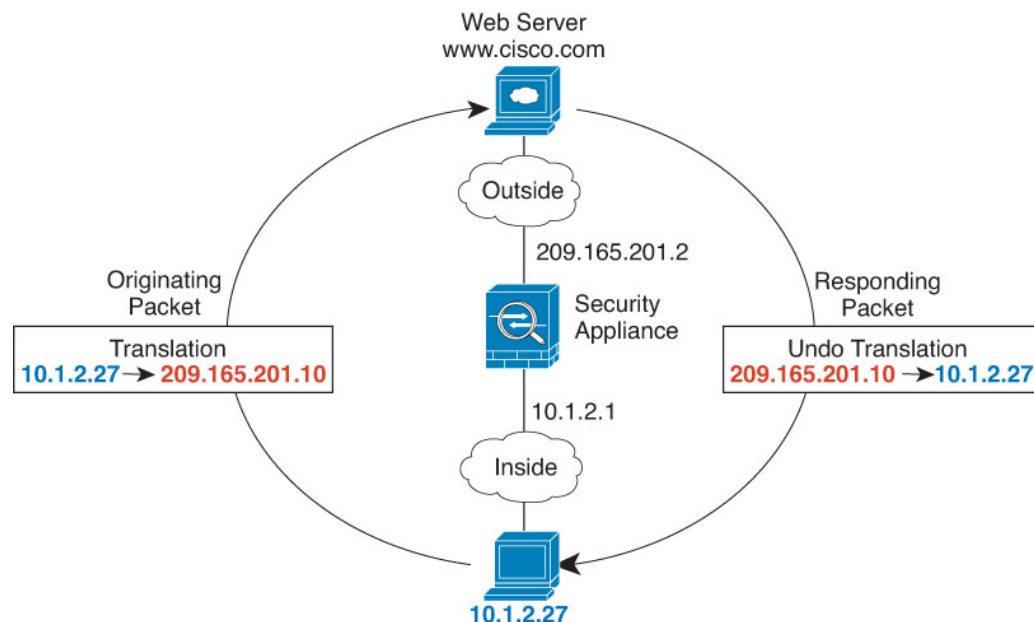 Web Server
www.cisco.com
Outside
209.165.201.2
Originating
Packet
Translation
10.1.2.27 → 209.165.201.10
Security
Appliance
Responding
Packet
Undo Translation
209.165.201.10 → 10.1.2.27
10.1.2.1
Inside
10.1.2.27